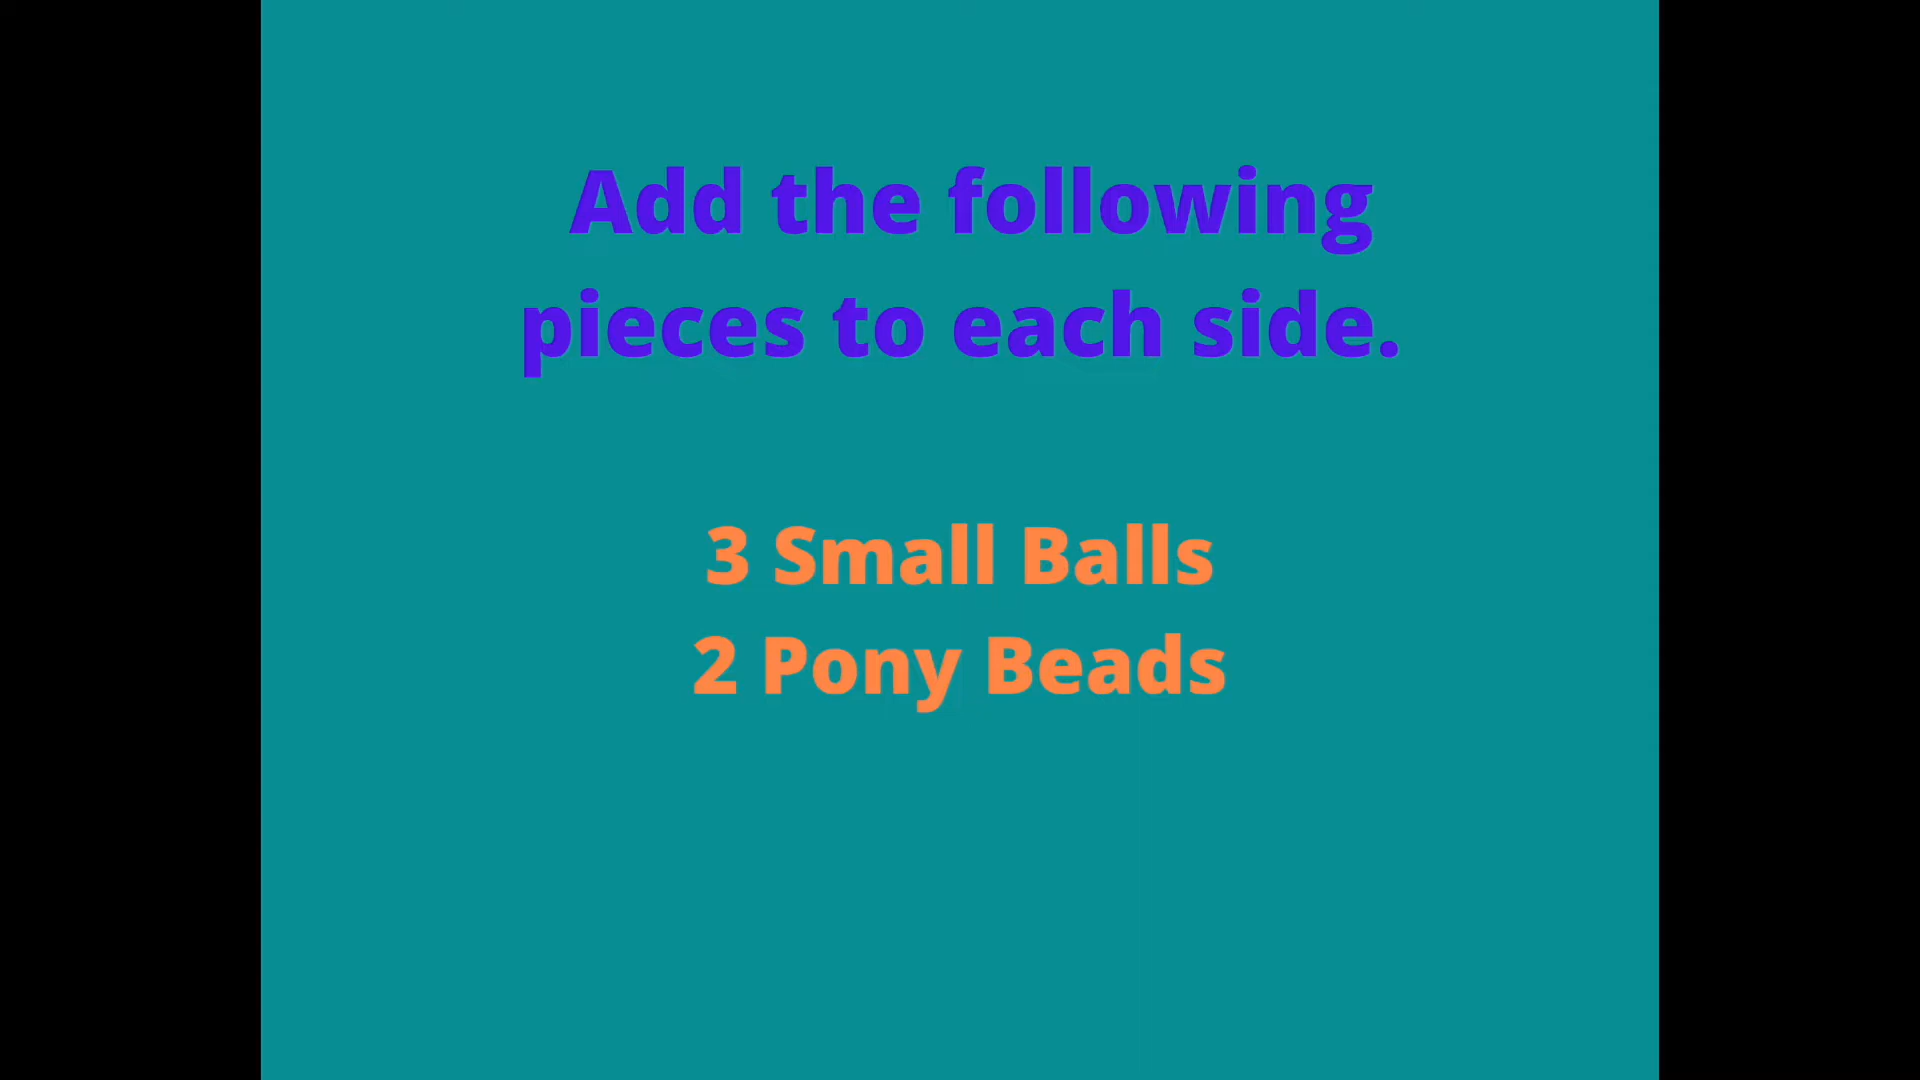 Add the following
pieces to each side.
3 Small Balls
2 Pony Beads